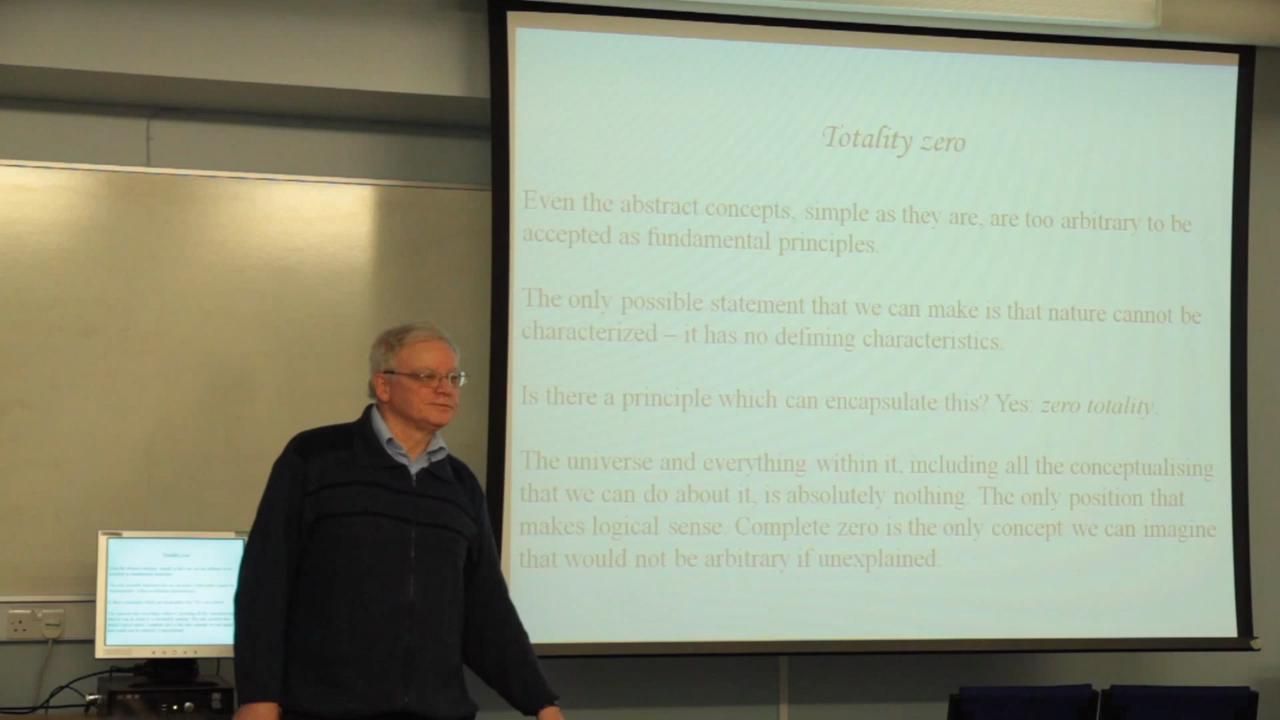 Totality zero
Even the abstract concepts, simple as they are, are too arbitrary to be
accepted as fundamental principles.
The only possible statement that we can make is that nature cannot be
characterized – it has no defining characteristics.
Is there a principle which can encapsulate this? Yes: zero totality.
The universe and everything within it, including all the conceptualising
that we can do about it, is absolutely nothing. The only position that
makes logical sense. Complete zero is the only concept we can imagine
that would not be arbitrary if unexplained.